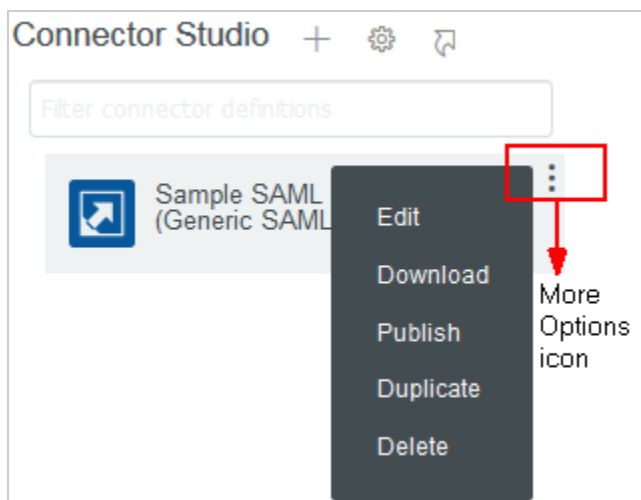 Connector Studio
Filter connector definitions
Sample SAML
(Generic SAML
Edit
Download
Publish
Duplicate
Delete
More
Options
icon